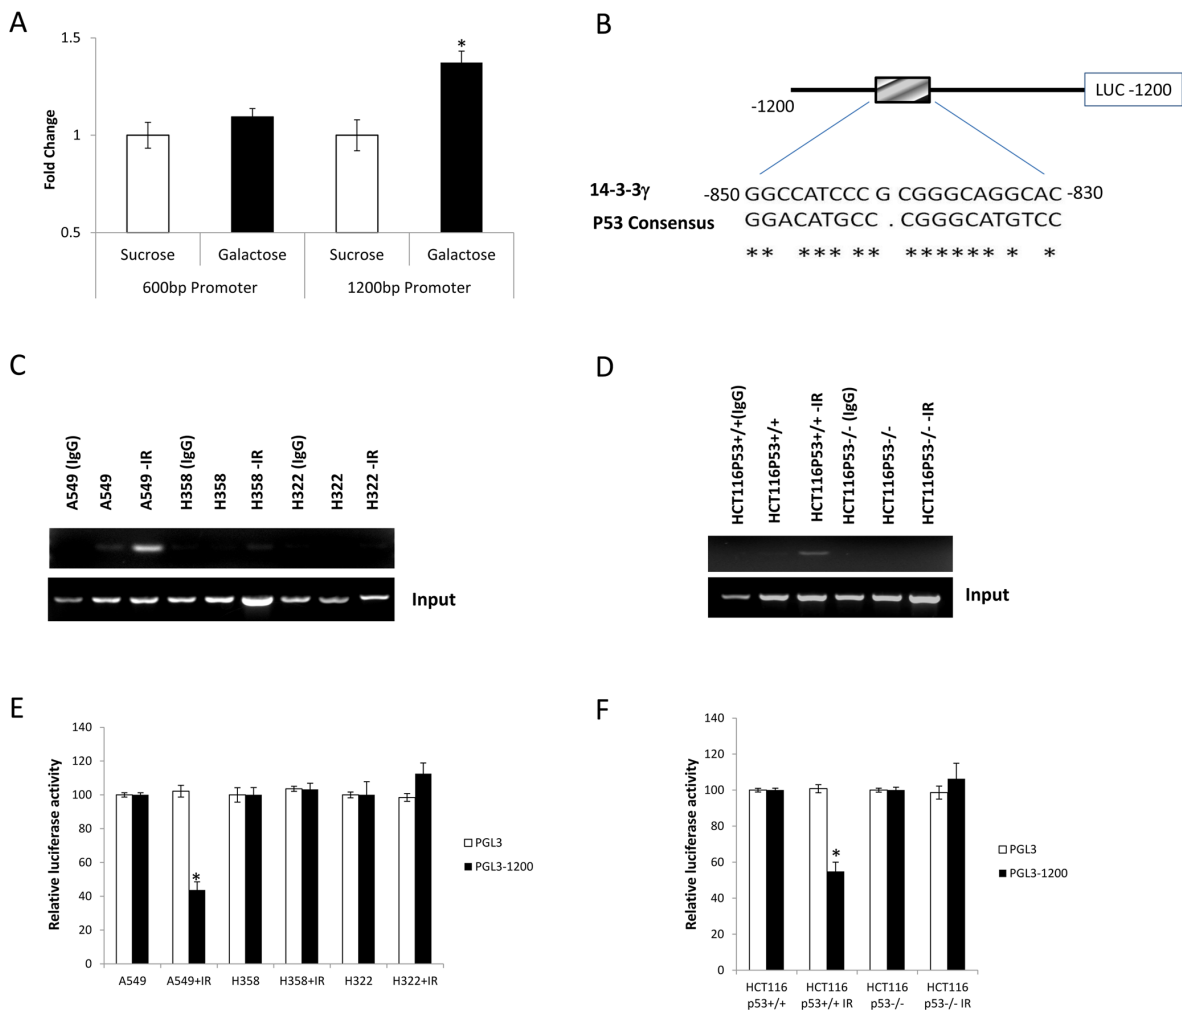 A
1.5
*
1
0.5
Fold Change
Sucrose Galactose Sucrose Galactose
600bp Promoter 1200bp Promoter
B
-1200
LUC -1200
14-3-3γ -850 GGCCATCCC G CGGGCAGGCAC -830
P53 Consensus GGACATGCC . CGGGCATGTCC
** *** ** ****** * *
C
A549 (IgG)
A549
A549 -IR
H358 (IgG)
H358
H358 -IR
H322 (IgG)
H322
H322 -IR
Input
D
HCT116P53+/+(IgG)
HCT116P53+/+
HCT116P53+/+ -IR
HCT116P53-/- (IgG)
HCT116P53-/-
HCT116P53-/- -IR
Input
E
Relative luciferase activity
140
120
100
80
60
40
20
0
*
PGL3
PGL3-1200
A549 A549+IR H358 H358+IR H322 H322+IR
F
Relative luciferase activity
140
120
100
80
60
40
20
0
*
PGL3
PGL3-1200
HCT116 HCT116 HCT116 HCT116
p53+/+ p53+/+ IR p53-/- p53-/- IR